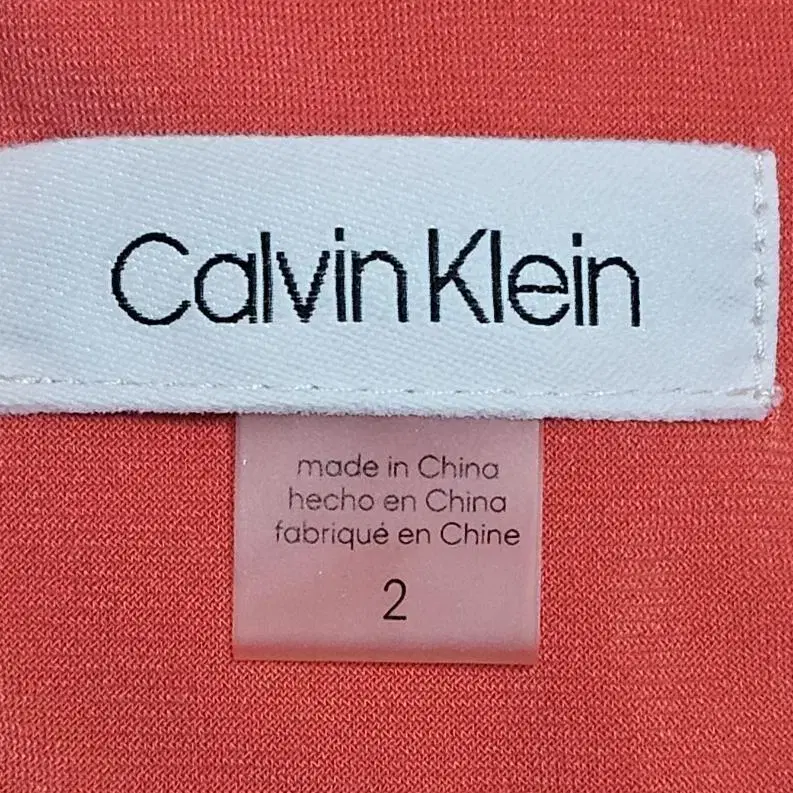 Calvin Klein
made in China
hecho en China
fabriqué en Chine
2